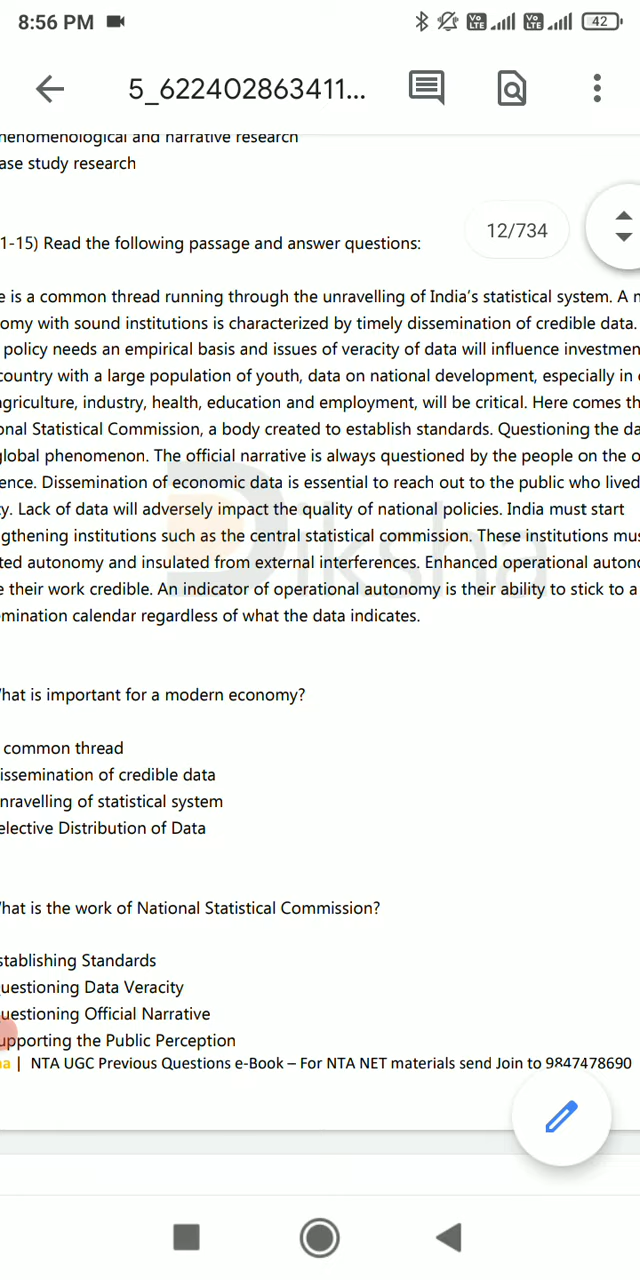 8:56 PM
Vo LTE Vo LTE 42
5_622402863411...
henomenological and narrative research
ase study research
12/734
1-15) Read the following passage and answer questions:
e is a common thread running through the unravelling of India's statistical system. A m
omy with sound institutions is characterized by timely dissemination of credible data.
policy needs an empirical basis and issues of veracity of data will influence investmen
country with a large population of youth, data on national development, especially in
agriculture, industry, health, education and employment, will be critical. Here comes th
onal Statistical Commission, a body created to establish standards. Questioning the da
global phenomenon. The official narrative is always questioned by the people on the o
ence. Dissemination of economic data is essential to reach out to the public who lived
y. Lack of data will adversely impact the quality of national policies. India must start
gthening institutions such as the central statistical commission. These institutions mus
ted autonomy and insulated from external interferences. Enhanced operational autono
e their work credible. An indicator of operational autonomy is their ability to stick to a
mination calendar regardless of what the data indicates.
Diksha
hat is important for a modern economy?
common thread
issemination of credible data
nravelling of statistical system
elective Distribution of Data
hat is the work of National Statistical Commission?
stablishing Standards
uestioning Data Veracity
uestioning Official Narrative
upporting the Public Perception
na | NTA UGC Previous Questions e-Book – For NTA NET materials send Join to 9847478690